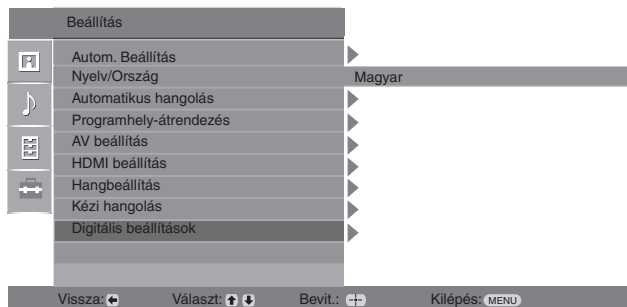 Beállítás
Autom. Beállítás
Nyelv/Ország Magyar
Automatikus hangolás
Programhely-átrendezés
AV beállítás
HDMI beállítás
Hangbeállítás
Kézi hangolás
Digitális beállítások
Vissza: Választ: Bevit.: Kilépés: MENU